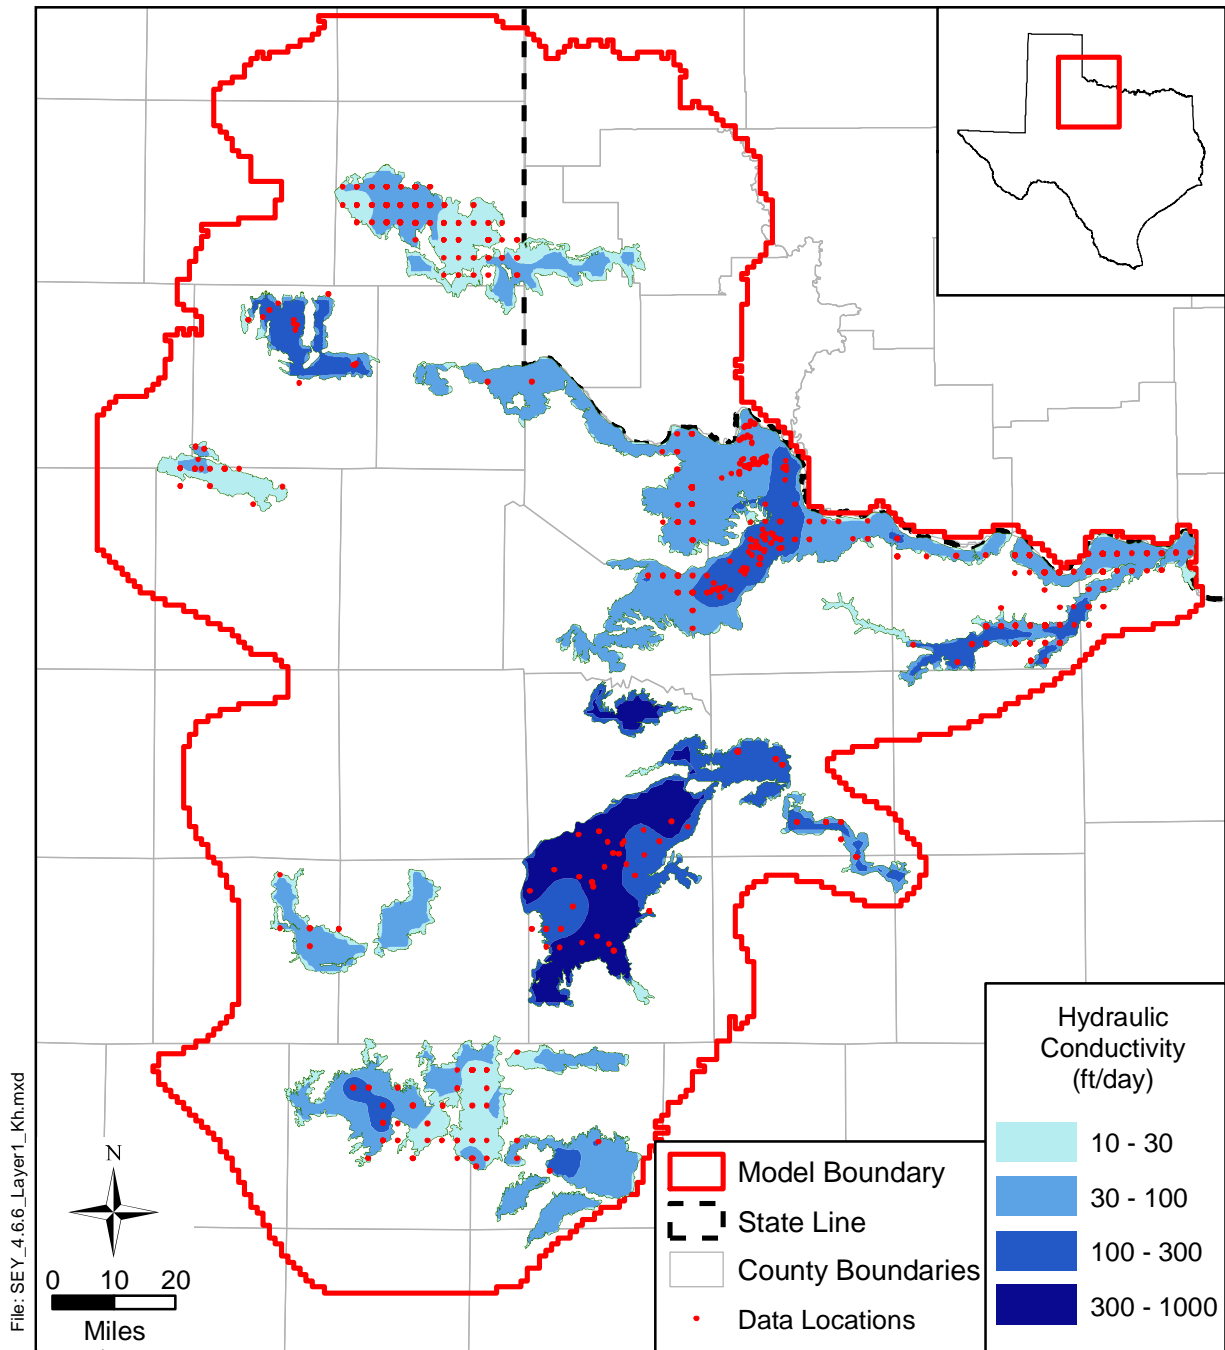 Hydraulic
Conductivity
(ft/day)
10 - 30
30 - 100
100 - 300
300 - 1000
Model Boundary
State Line
County Boundaries
Data Locations
N
0 10 20
Miles
File: SEY_4.6.6_Layer1_Kh.mxd